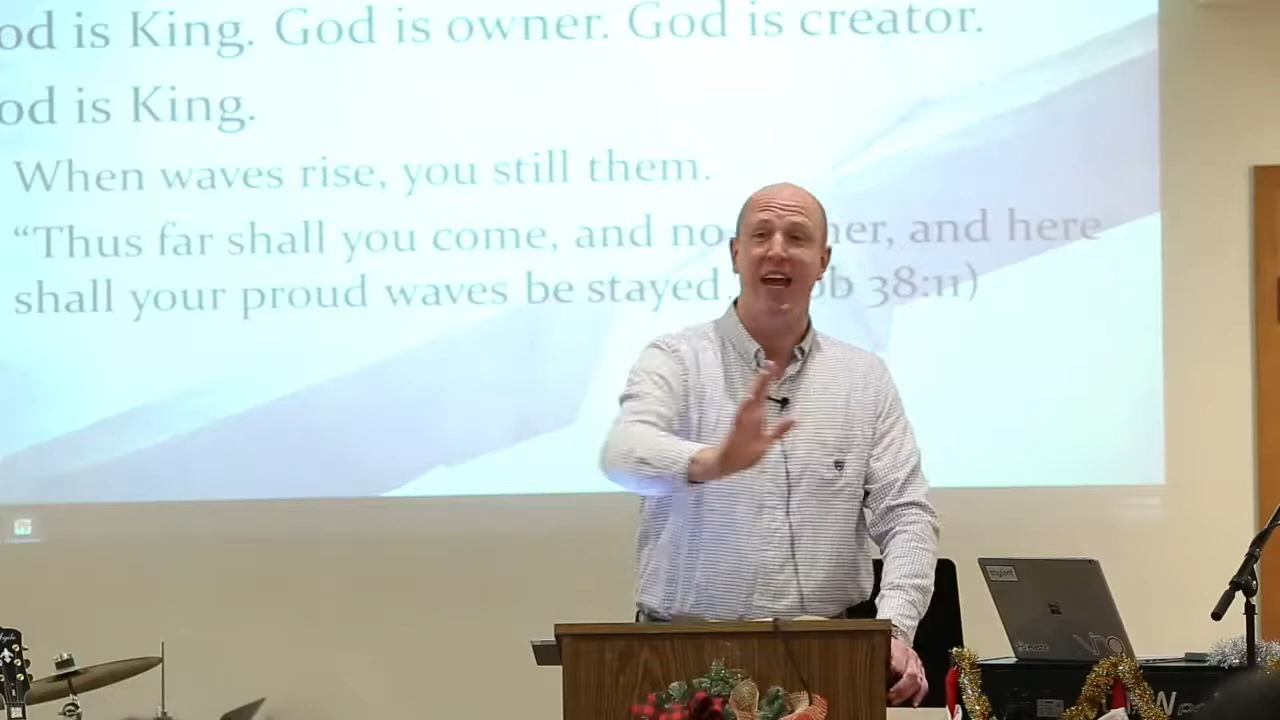 od is King. God is owner. God is creator.
od is King.
When waves rise, you still them.
“Thus far shall you come, and no her, and here
shall your proud waves be stayed. ob 38:11)
soylent